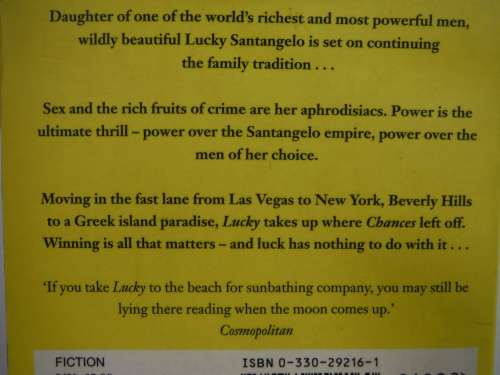 Daughter of one of the world's richest and most powerful men,
wildly beautiful Lucky Santangelo is set on continuing
the family tradition . . .
Sex and the rich fruits of crime are her aphrodisiacs. Power is the
ultimate thrill – power over the Santangelo empire, power over the
men of her choice.
Moving in the fast lane from Las Vegas to New York, Beverly Hills
to a Greek island paradise, Lucky takes up where Chances left off.
Winning is all that matters – and luck has nothing to do with it . . .
'If you take Lucky to the beach for sunbathing company, you may still be
lying there reading when the moon comes up.'
Cosmopolitan
FICTION
ISBN 0-330-29216-1